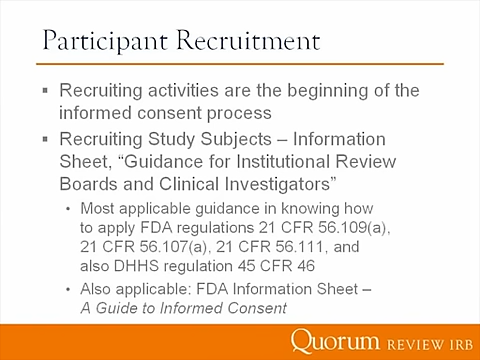 Participant Recruitment
▪ Recruiting activities are the beginning of the
informed consent process
▪ Recruiting Study Subjects – Information
Sheet, “Guidance for Institutional Review
Boards and Clinical Investigators”
• Most applicable guidance in knowing how
to apply FDA regulations 21 CFR 56.109(a),
21 CFR 56.107(a), 21 CFR 56.111, and
also DHHS regulation 45 CFR 46
• Also applicable: FDA Information Sheet –
A Guide to Informed Consent
Quorum REVIEW IRB